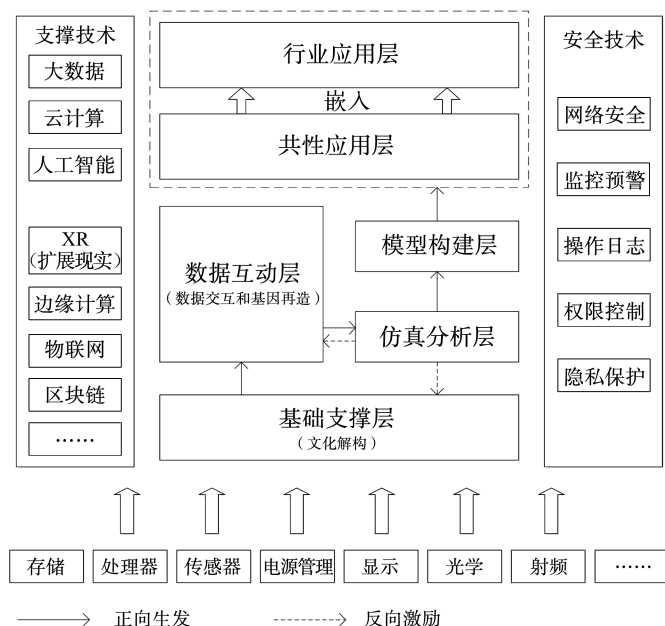 支撑技术
大数据
云计算
人工智能
XR
(扩展现实)
边缘计算
物联网
区块链
……
行业应用层
嵌入
共性应用层
数据互动层
(数据交互和基因再造)
模型构建层
仿真分析层
基础支撑层
(文化解构)
安全技术
网络安全
监控预警
操作日志
权限控制
隐私保护
存储
处理器
传感器
电源管理
显示
光学
射频
……
正向生发
反向激励